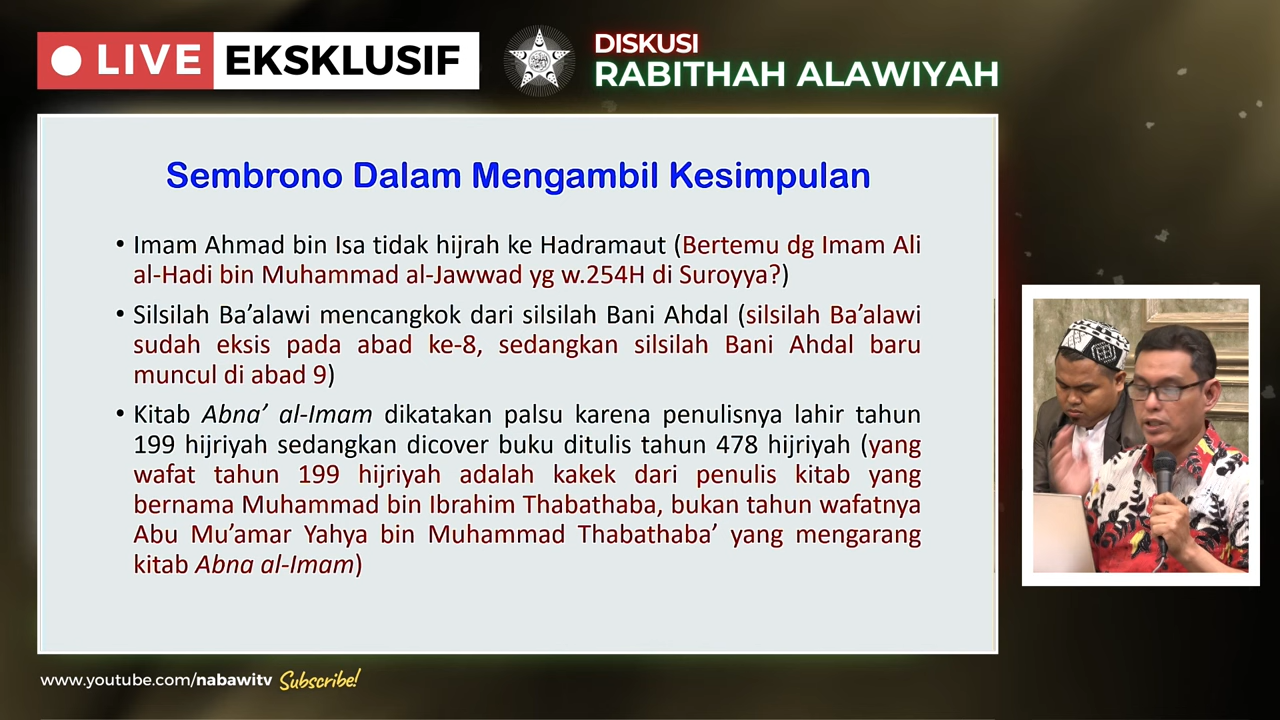 LIVE EKSKLUSIF
DISKUSI
RABITHAH ALAWIYAH
Sembrono Dalam Mengambil Kesimpulan
• Imam Ahmad bin Isa tidak hijrah ke Hadramaut (Bertemu dg Imam Ali
al-Hadi bin Muhammad al-Jawwad yg w.254H di Suroyya?)
• Silsilah Ba’alawi mencangkok dari silsilah Bani Ahdal (silsilah Ba’alawi
sudah eksis pada abad ke-8, sedangkan silsilah Bani Ahdal baru
muncul di abad 9)
• Kitab Abna’ al-Imam dikatakan palsu karena penulisnya lahir tahun
199 hijriyah sedangkan dicover buku ditulis tahun 478 hijriyah (yang
wafat tahun 199 hijriyah adalah kakek dari penulis kitab yang
bernama Muhammad bin Ibrahim Thabathaba, bukan tahun wafatnya
Abu Mu’amar Yahya bin Muhammad Thabathaba’ yang mengarang
kitab Abna al-Imam)
www.youtube.com/nabawitv Subscribe!